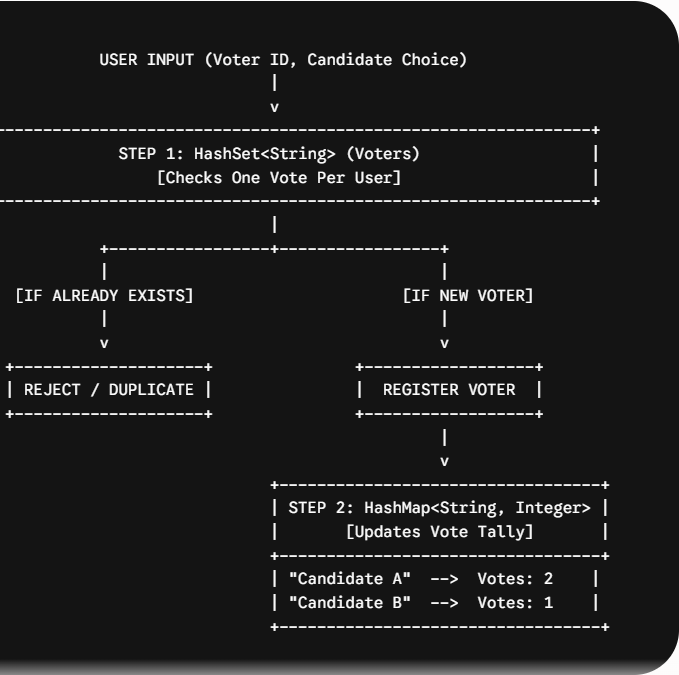 USER INPUT (Voter ID, Candidate Choice)
|
v
---------------------------------------------------------------+
STEP 1: HashSet<String> (Voters) |
[Checks One Vote Per User] |
---------------------------------------------------------------+
|
+-----------------+-----------------+
| |
[IF ALREADY EXISTS] [IF NEW VOTER]
| |
v v
+--------------------+ +------------------+
| REJECT / DUPLICATE | | REGISTER VOTER |
+--------------------+ +------------------+
|
v
+----------------------------------+
| STEP 2: HashMap<String, Integer> |
| [Updates Vote Tally] |
+----------------------------------+
| "Candidate A" --> Votes: 2 |
| "Candidate B" --> Votes: 1 |
+----------------------------------+